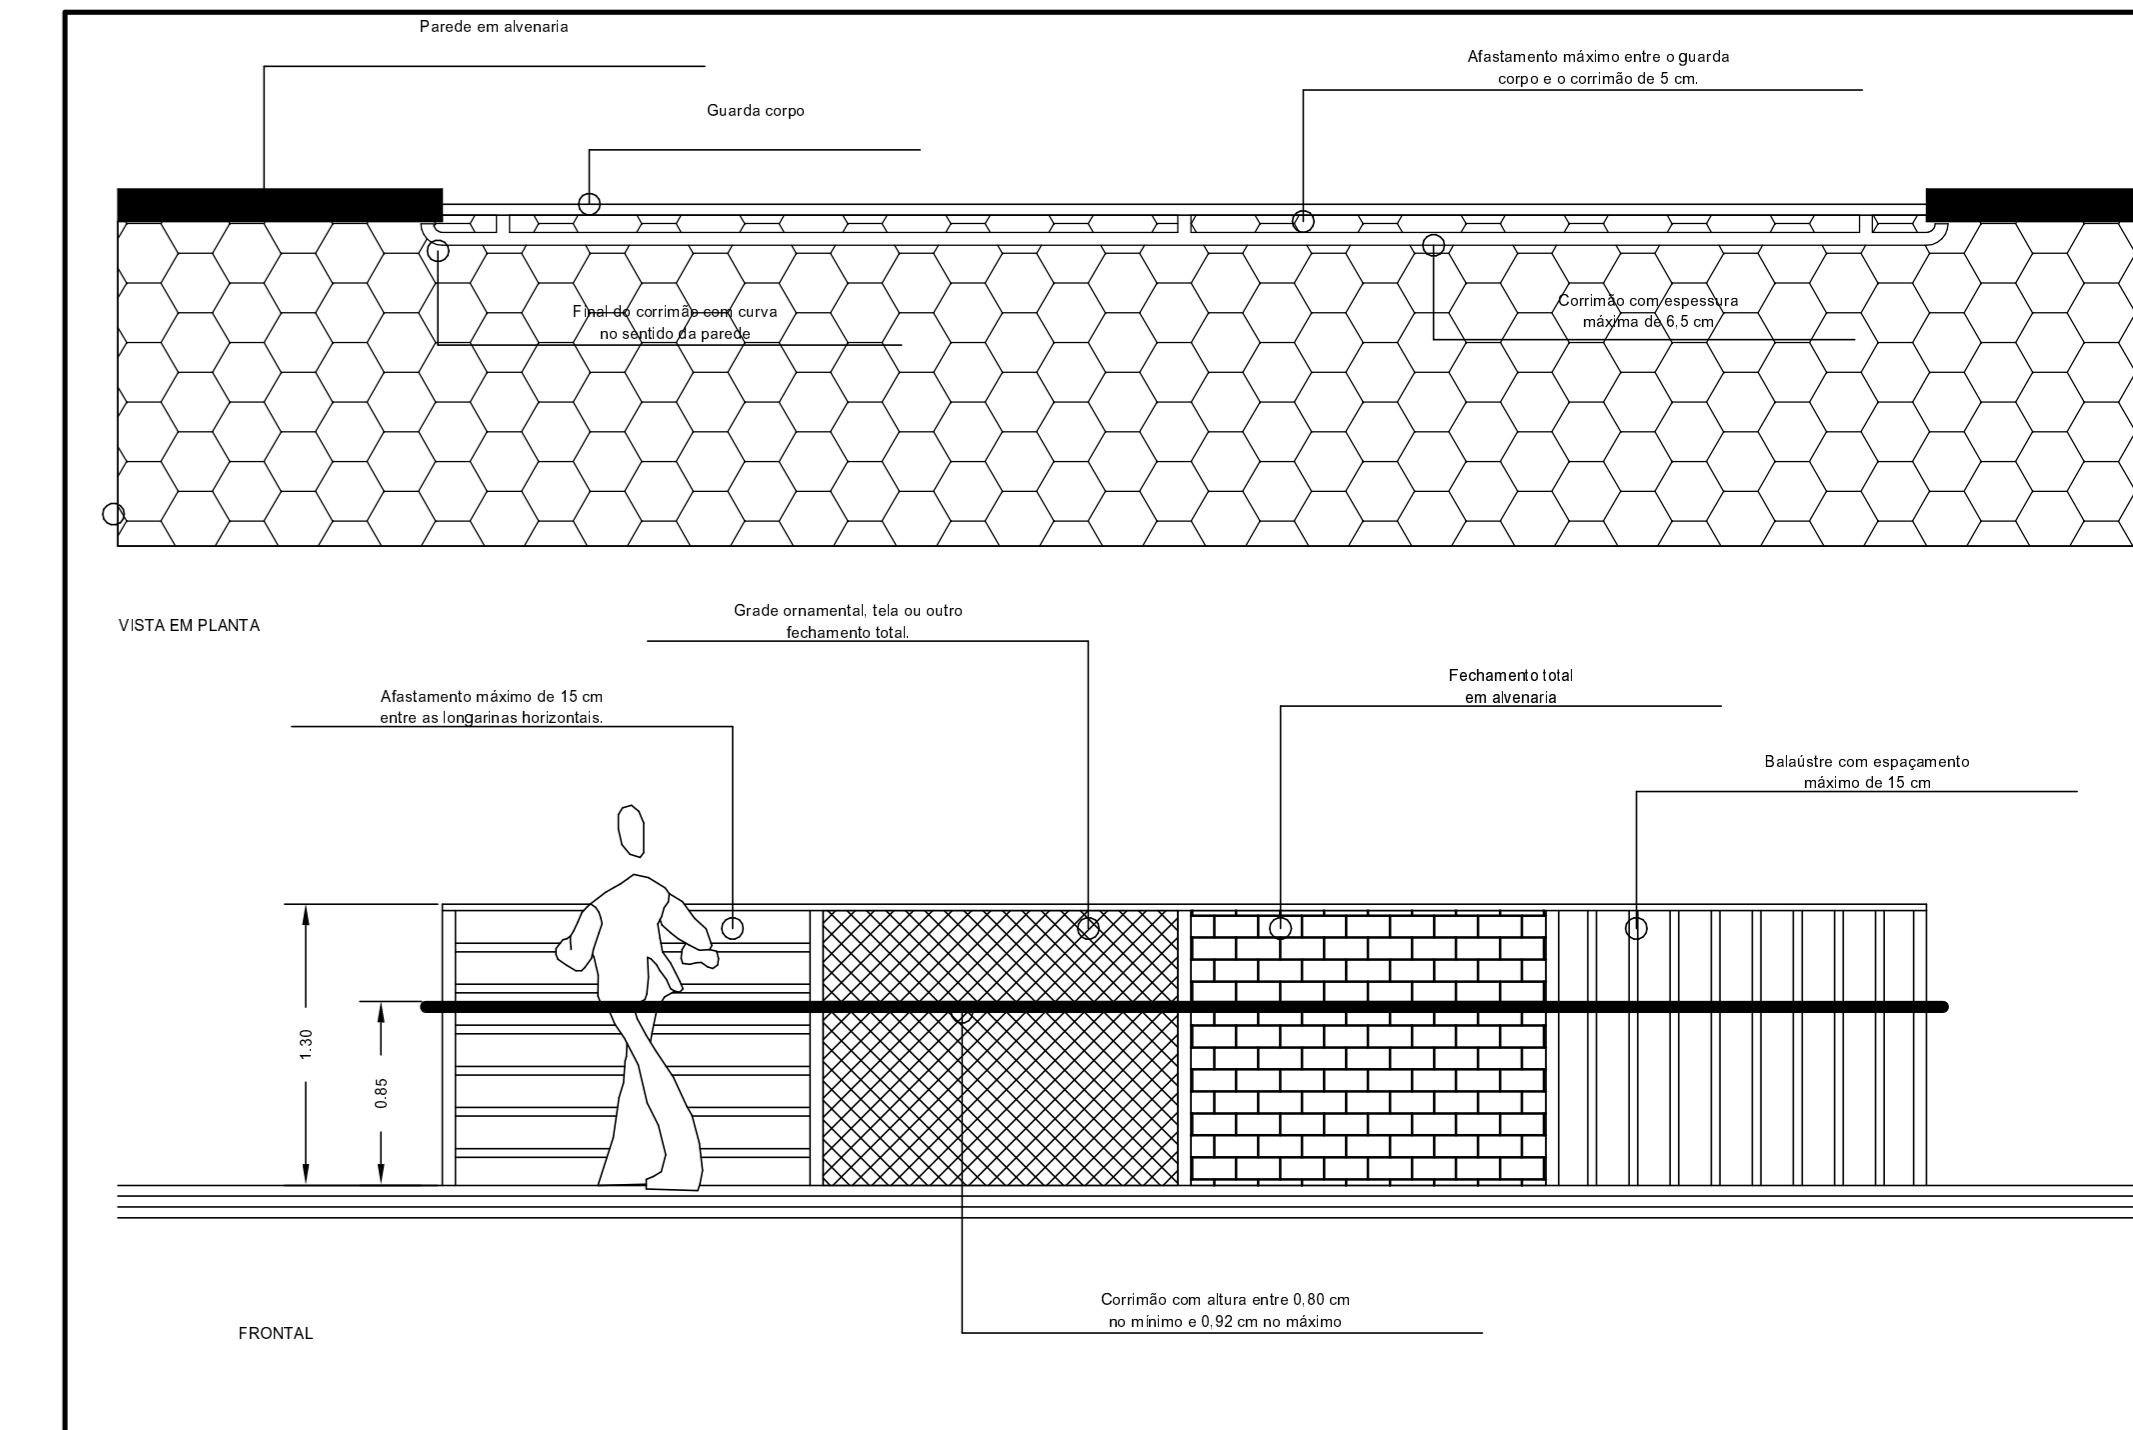 Parede em alvenaria
Afastamento máximo entre o guarda
corpo e o corrimão de 5 cm.
Guarda corpo
Final do corrimão com curva
no sentido da parede
Corrimão com espessura
máxima de 6,5 cm
VISTA EM PLANTA
Grade ornamental, tela ou outro
fechamento total.
Afastamento máximo de 15 cm
entre as longarinas horizontais.
Fechamento total
em alvenaria
Balaústre com espaçamento
máximo de 15 cm
1.30
0.85
Corrimão com altura entre 0,80 cm
no mínimo e 0,92 cm no máximo
FRONTAL